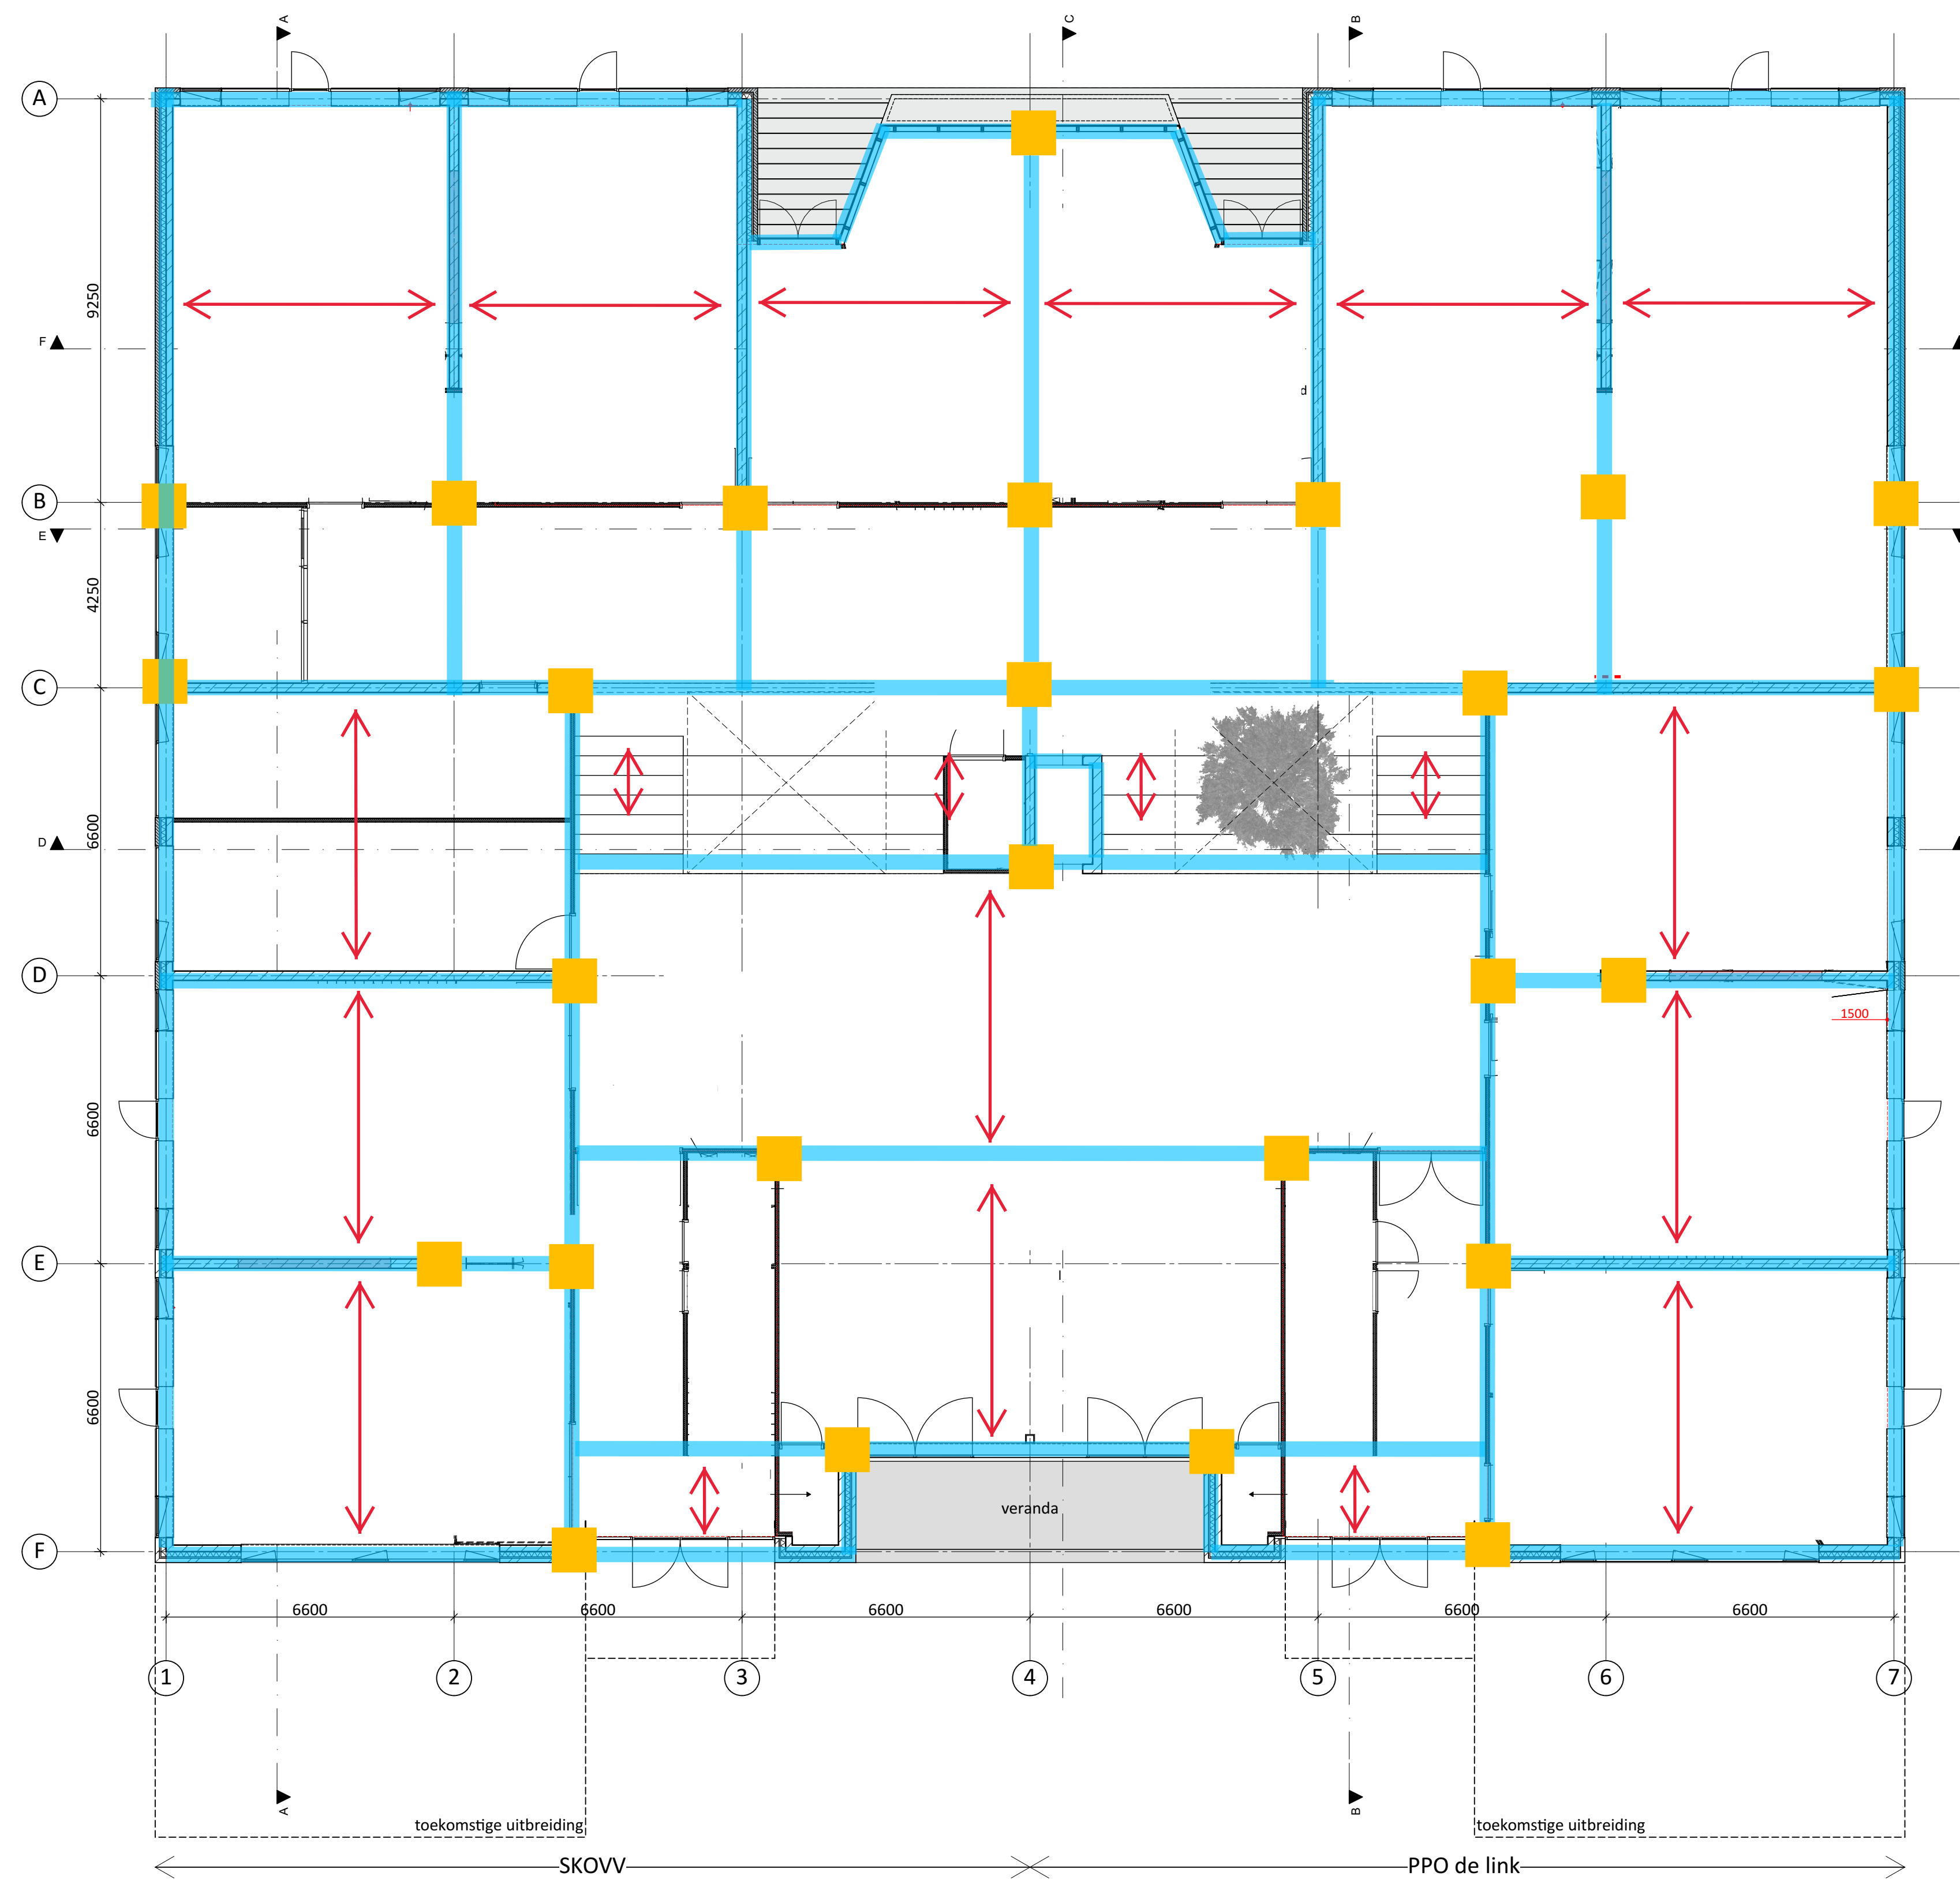 A C B
A
9250
F
B
E
4250
C
6600
D
D
1500
6600
E
6600
veranda
F
6600 6600 6600 6600 6600 6600
1 2 3 4 5 6 7
A B
toekomstige uitbreiding toekomstige uitbreiding
SKOVV PPO de link